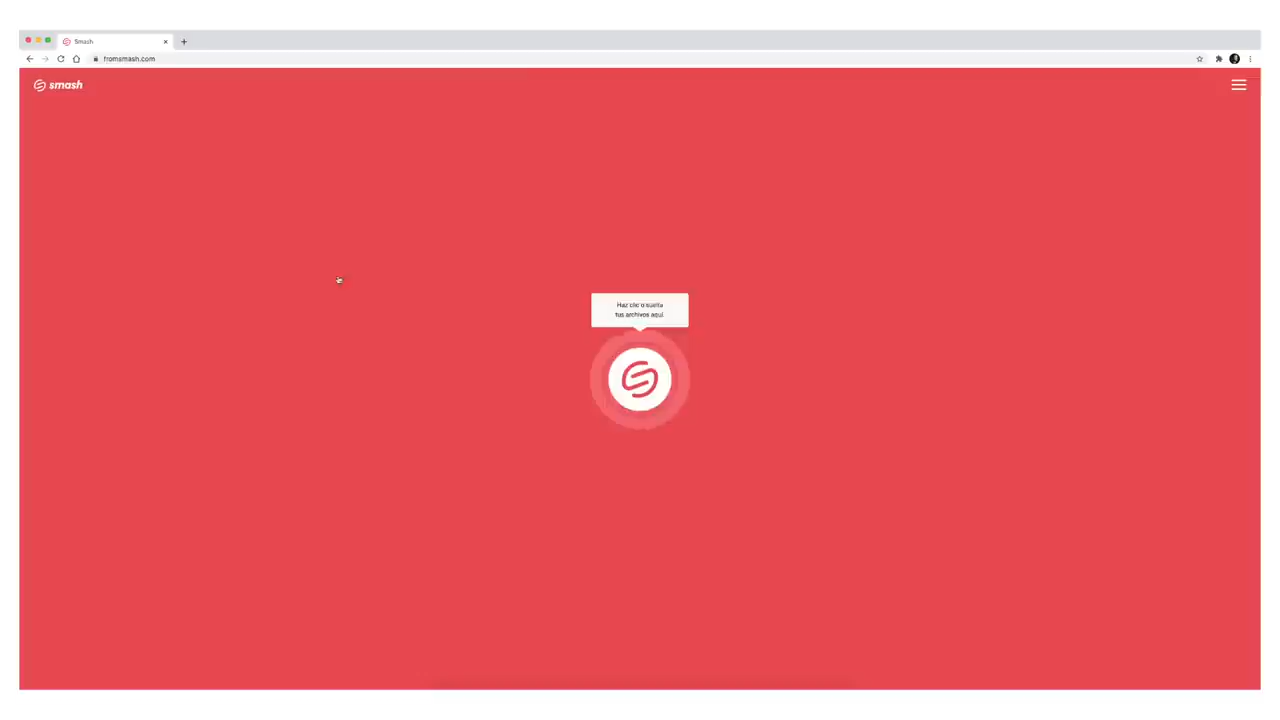 Smash
fromsmash.com
smash
Haz clic o suelta
tus archivos aquí